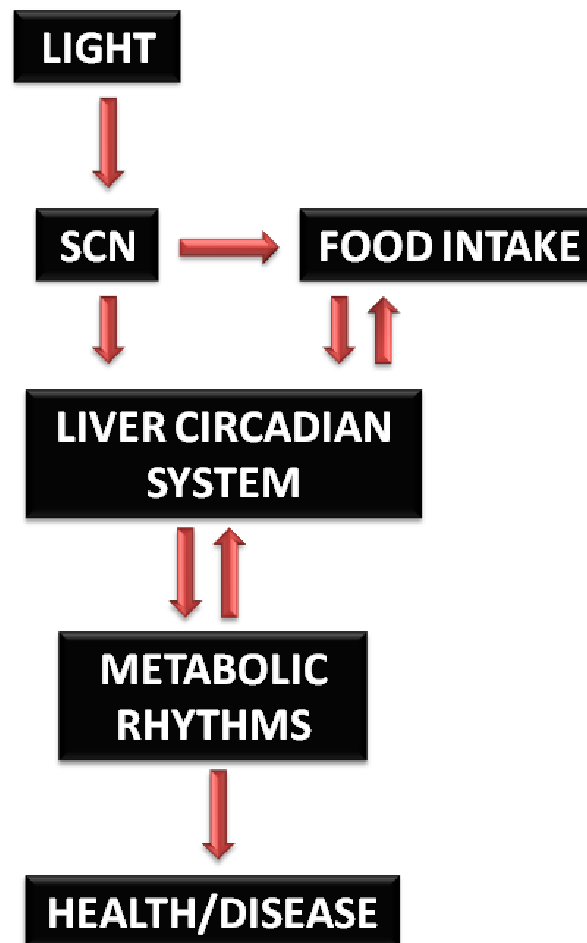 LIGHT
SCN
FOOD INTAKE
LIVER CIRCADIAN
SYSTEM
METABOLIC
RHYTHMS
HEALTH/DISEASE